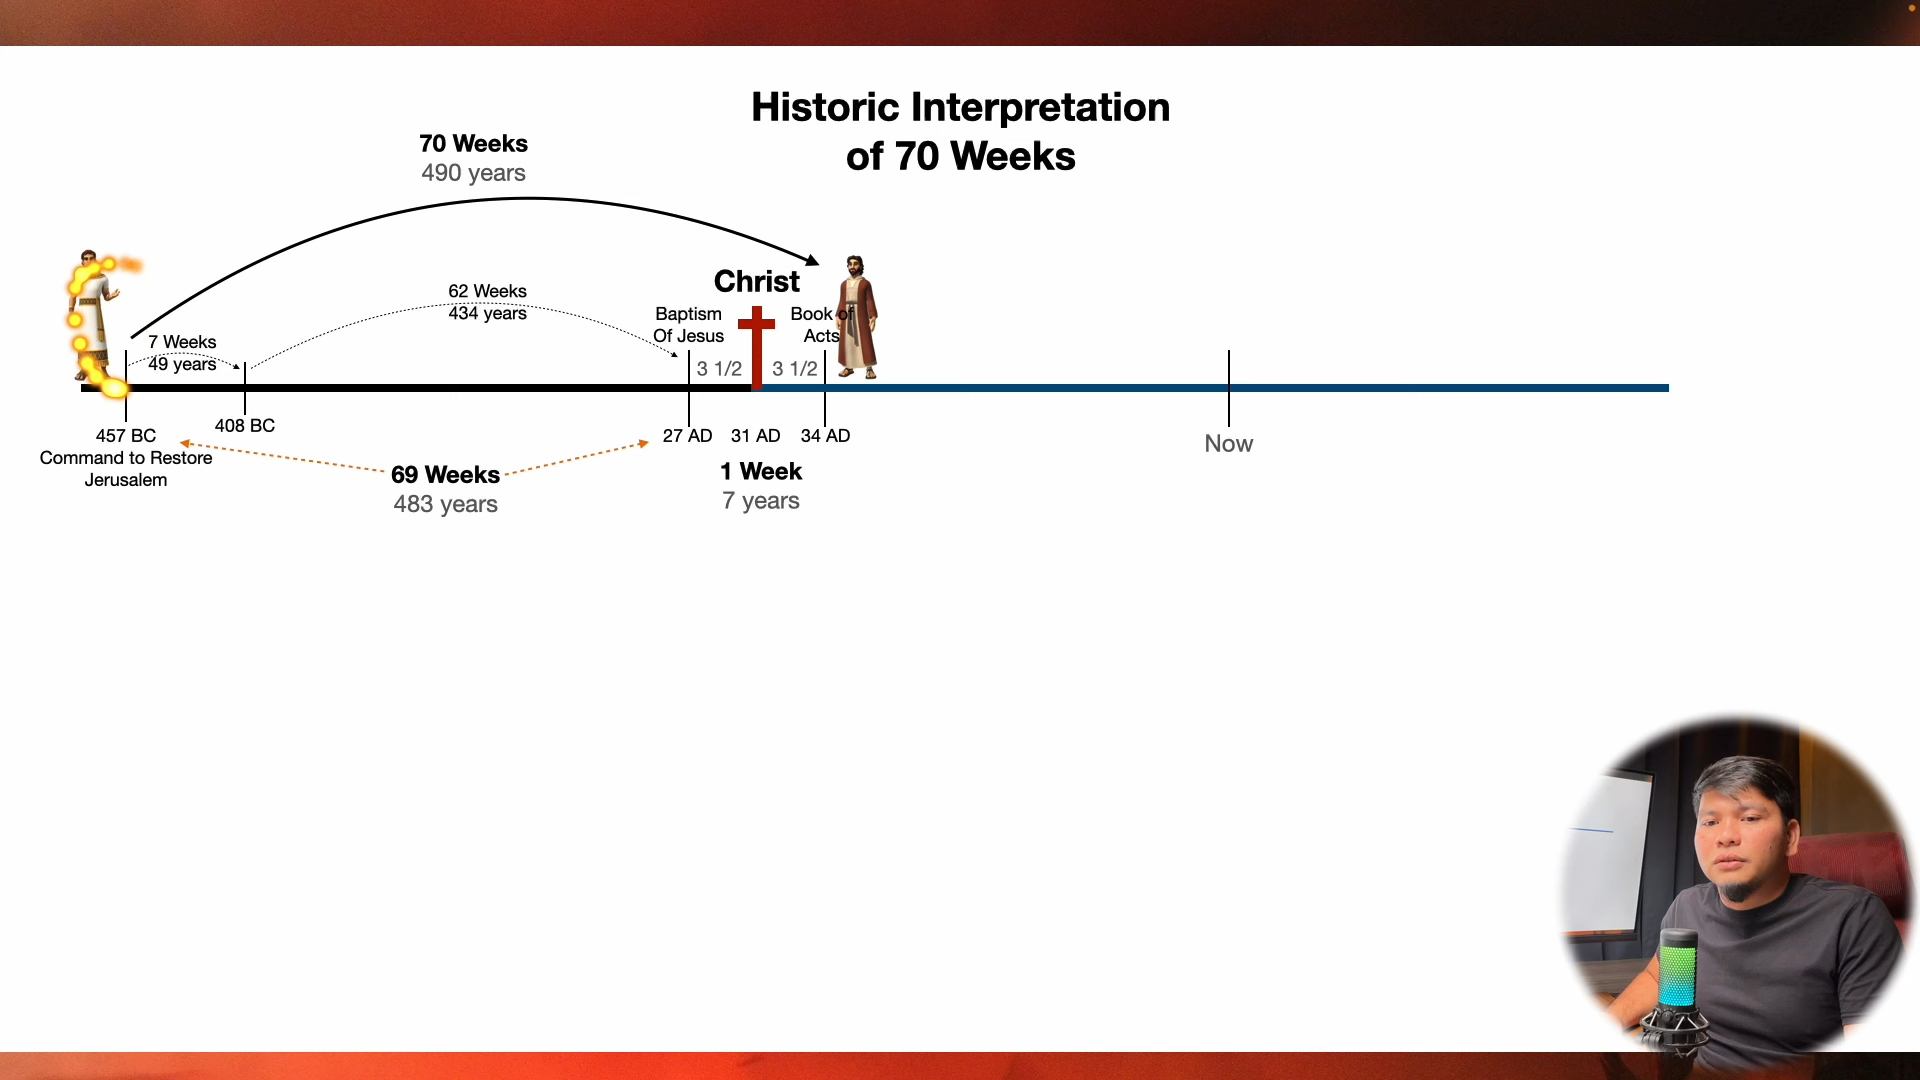 Historic Interpretation
of 70 Weeks
70 Weeks
490 years
62 Weeks
434 years
7 Weeks
49 years
Christ
Baptism
Of Jesus
Book of
Acts
3 1/2
3 1/2
457 BC
Command to Restore
Jerusalem
408 BC
27 AD
31 AD
34 AD
69 Weeks
483 years
1 Week
7 years
Now